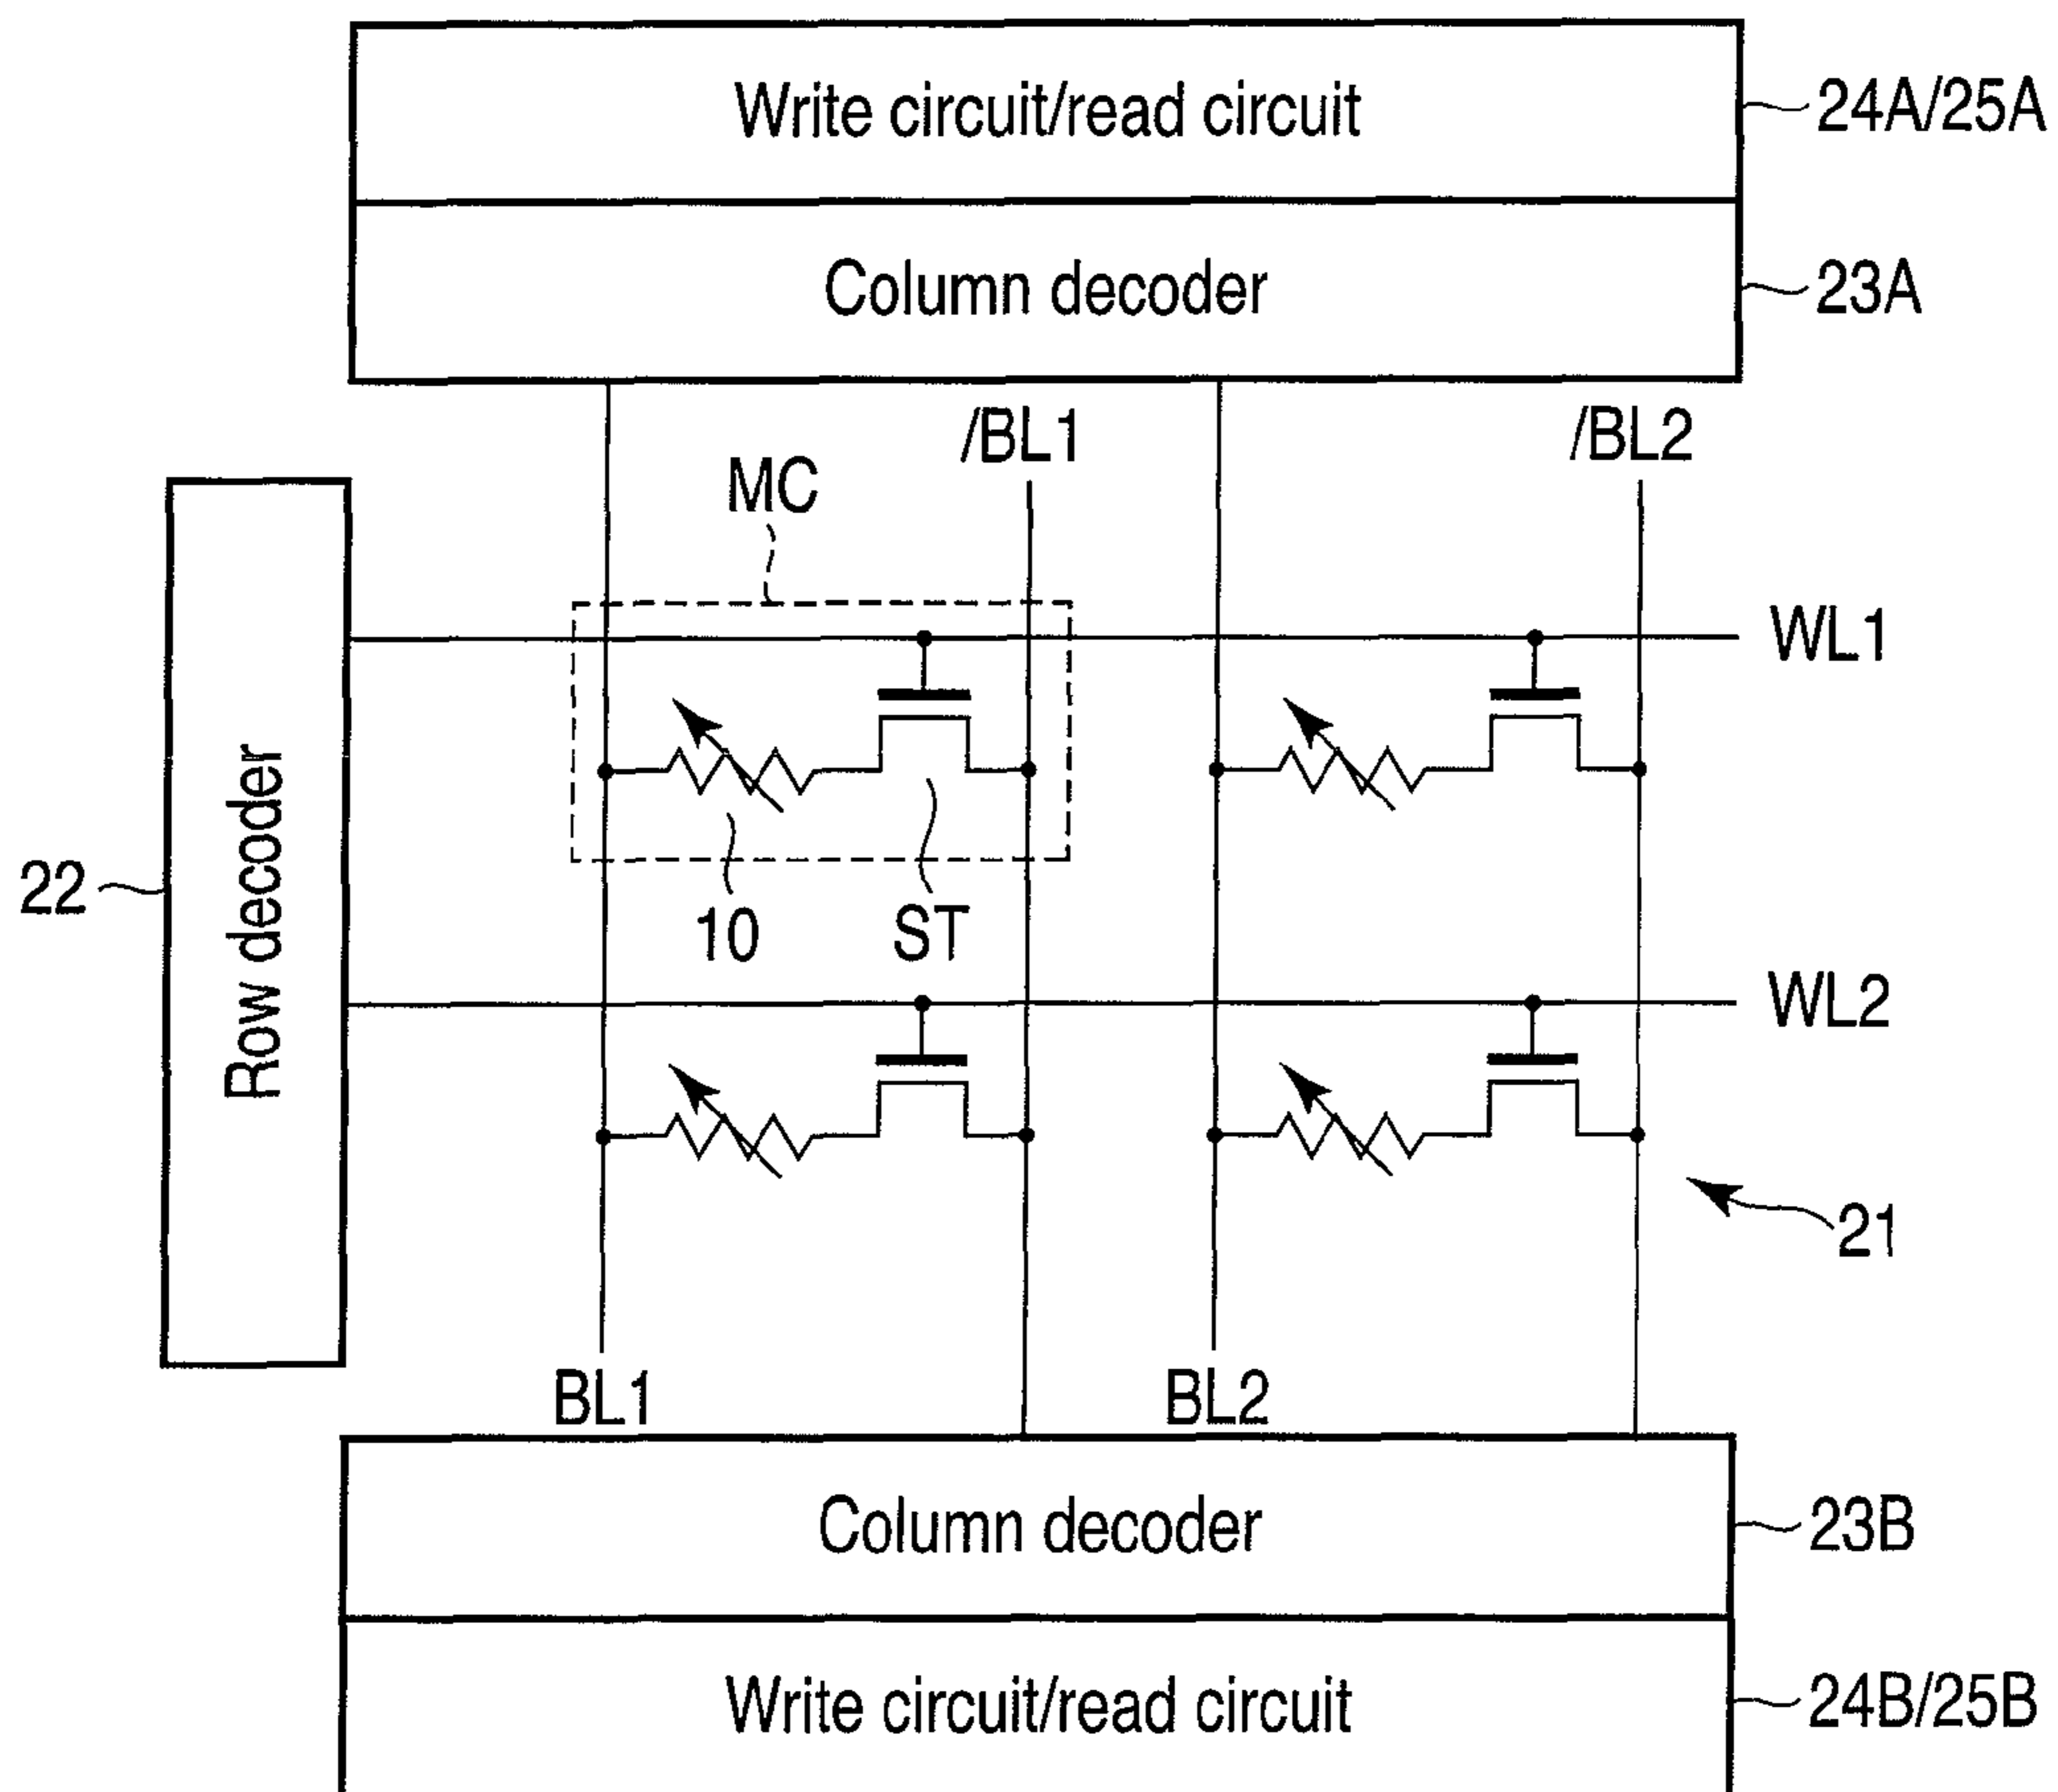 Write circuit/read circuit
24A/25A
Column decoder
23A
/BL1
/BL2
MC
WL1
Row decoder
22
10
ST
WL2
21
BL1
BL2
Column decoder
23B
Write circuit/read circuit
24B/25B